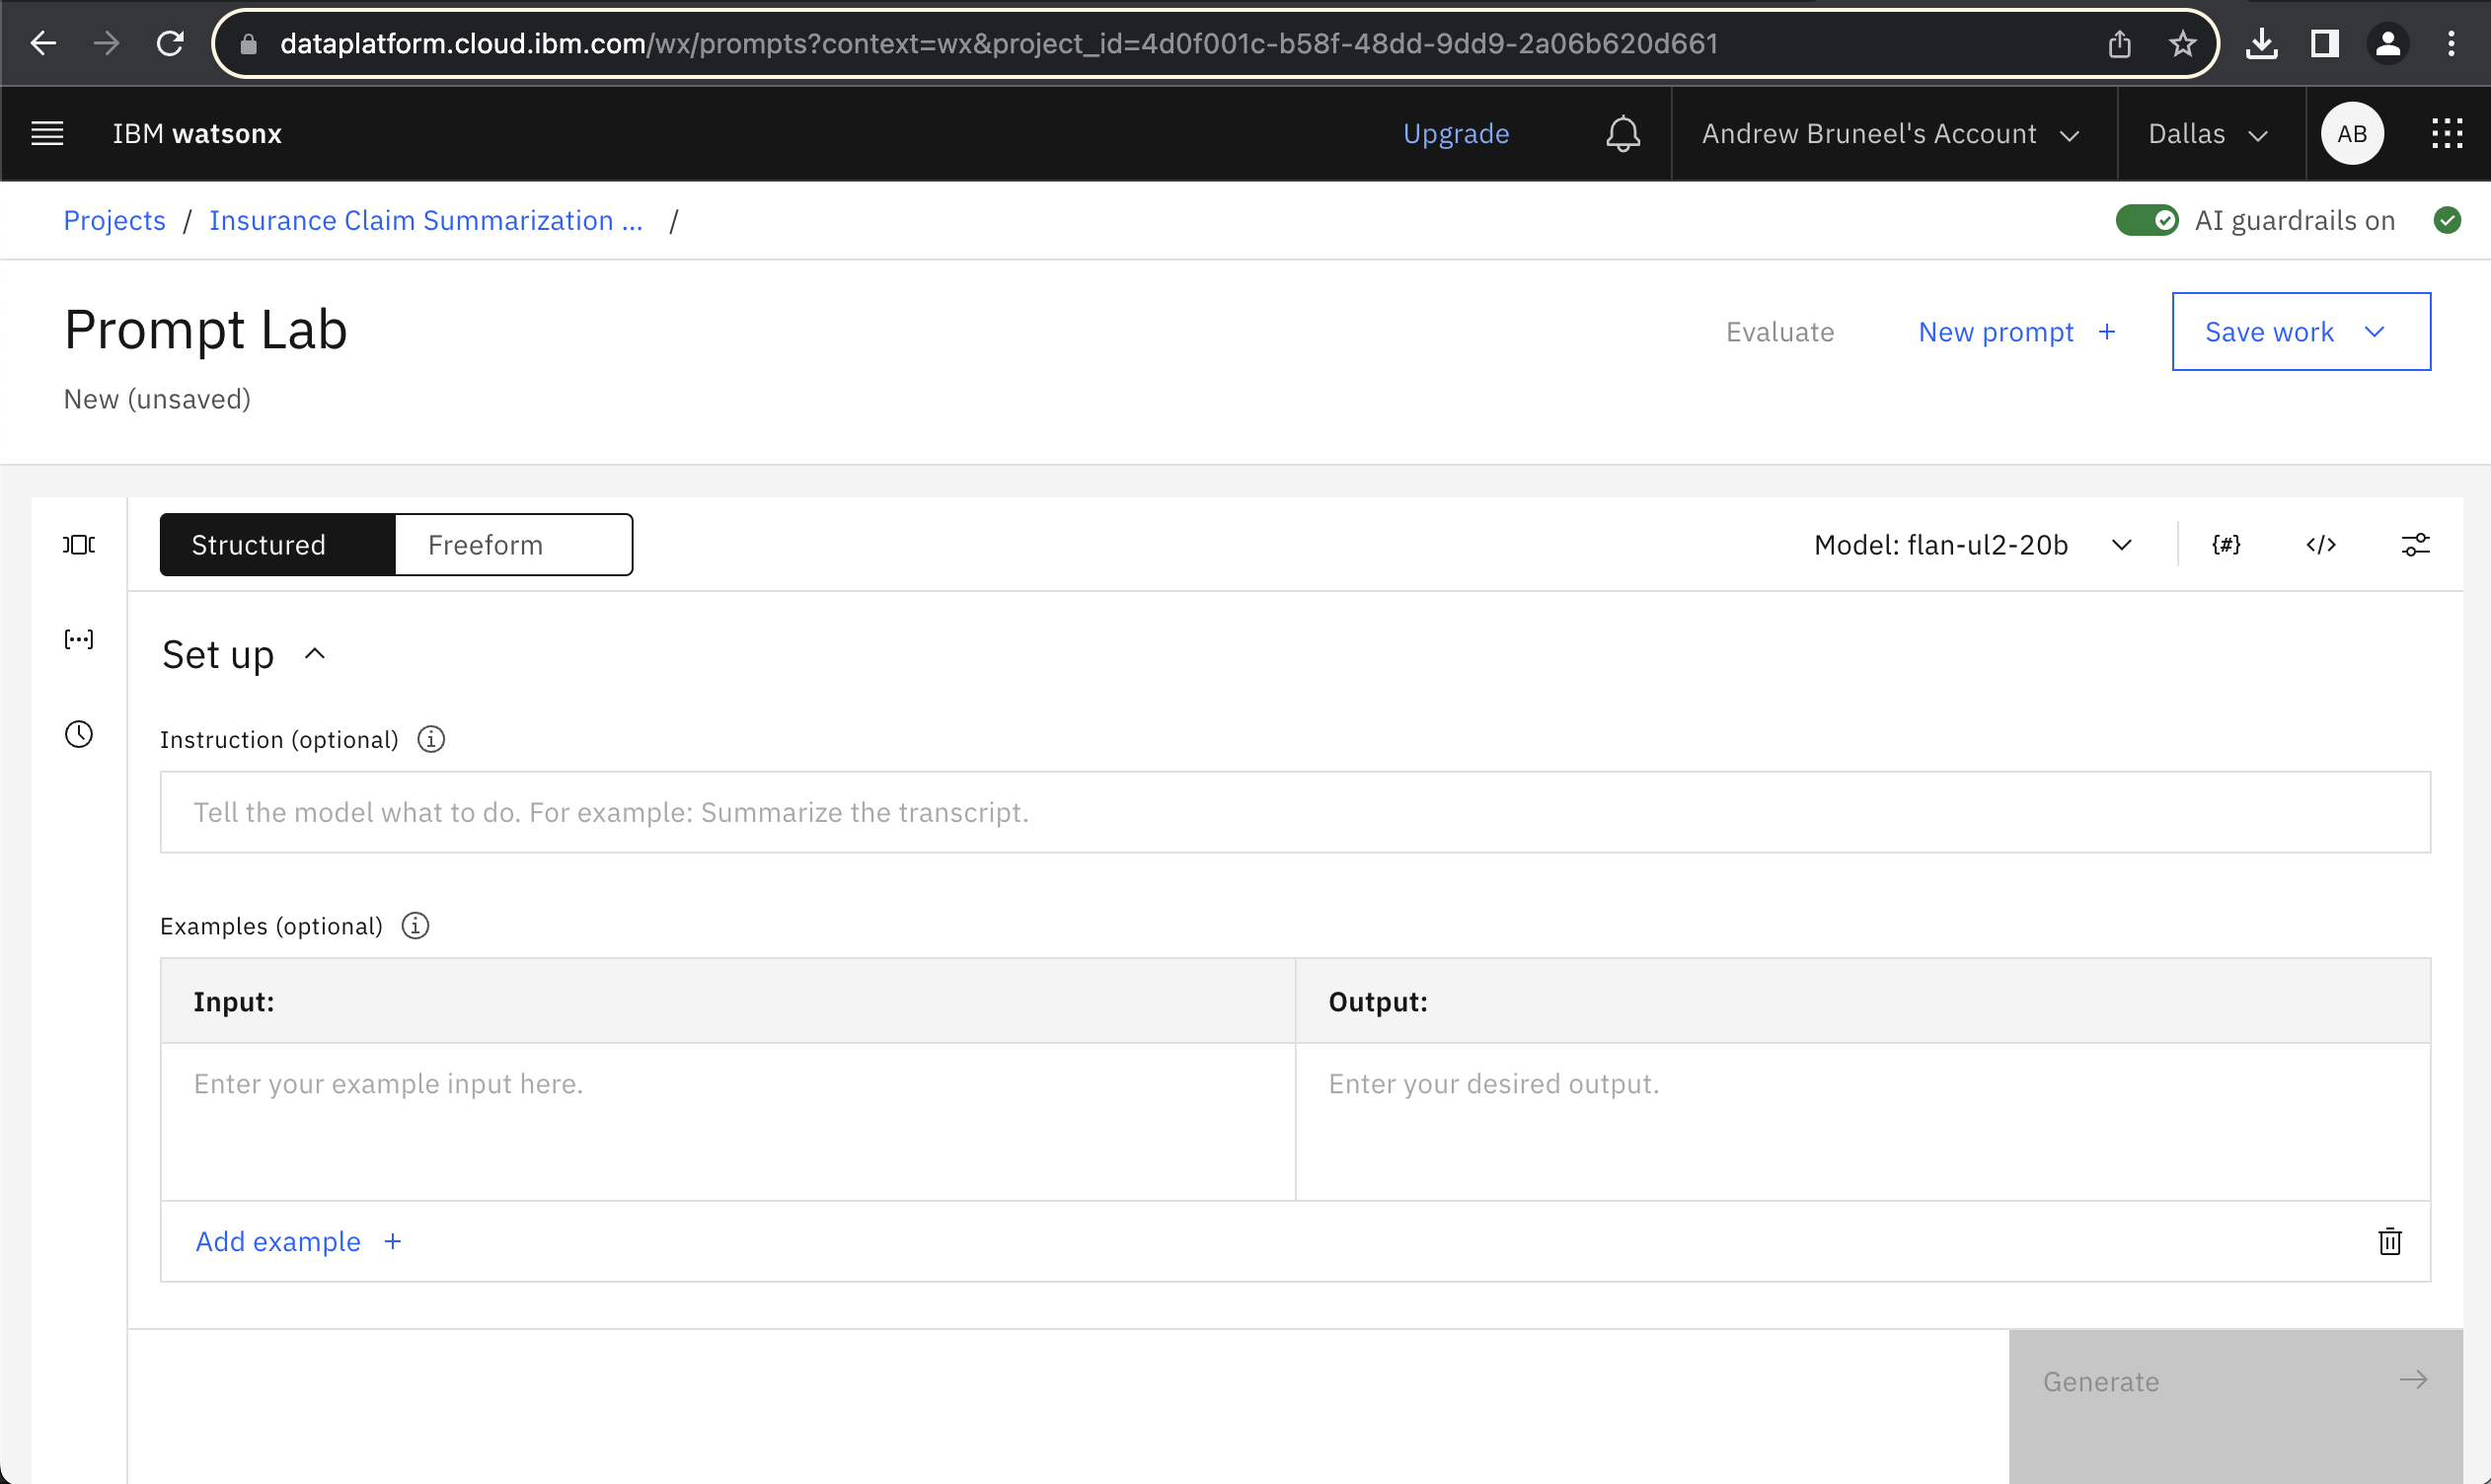 dataplatform.cloud.ibm.com/wx/prompts?context=wx&project_id=4d0f001c-b58f-48dd-9dd9-2a06b620d661
IBM watsonx
Upgrade
Andrew Bruneel's Account
Dallas
AB
Projects / Insurance Claim Summarization ... /
AI guardrails on
Prompt Lab
Evaluate
New prompt +
Save work
New (unsaved)
Structured
Freeform
Model: flan-ul2-20b
{#}
</>
[...]
Set up
Instruction (optional)
Tell the model what to do. For example: Summarize the transcript.
Examples (optional)
Input:
Output:
Enter your example input here.
Enter your desired output.
Add example +
Generate